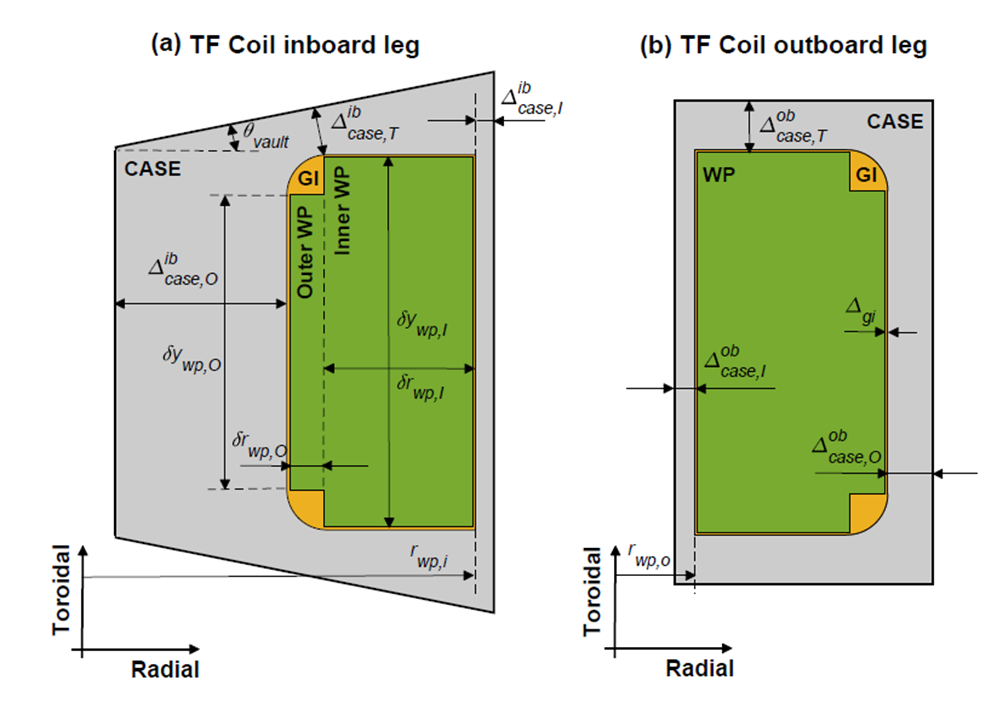 (a) TF Coil inboard leg
(b) TF Coil outboard leg
Δ^ib_case,I
θ_vault
Δ^ib_case,T
CASE
GI
Outer WP
Inner WP
Δ^ib_case,O
δy_wp,O
δy_wp,I
δr_wp,I
δr_wp,O
r_wp,i
Toroidal
Radial
Δ^ob_case,T
CASE
WP
GI
Δ_gi
Δ^ob_case,I
Δ^ob_case,O
r_wp,o
Toroidal
Radial